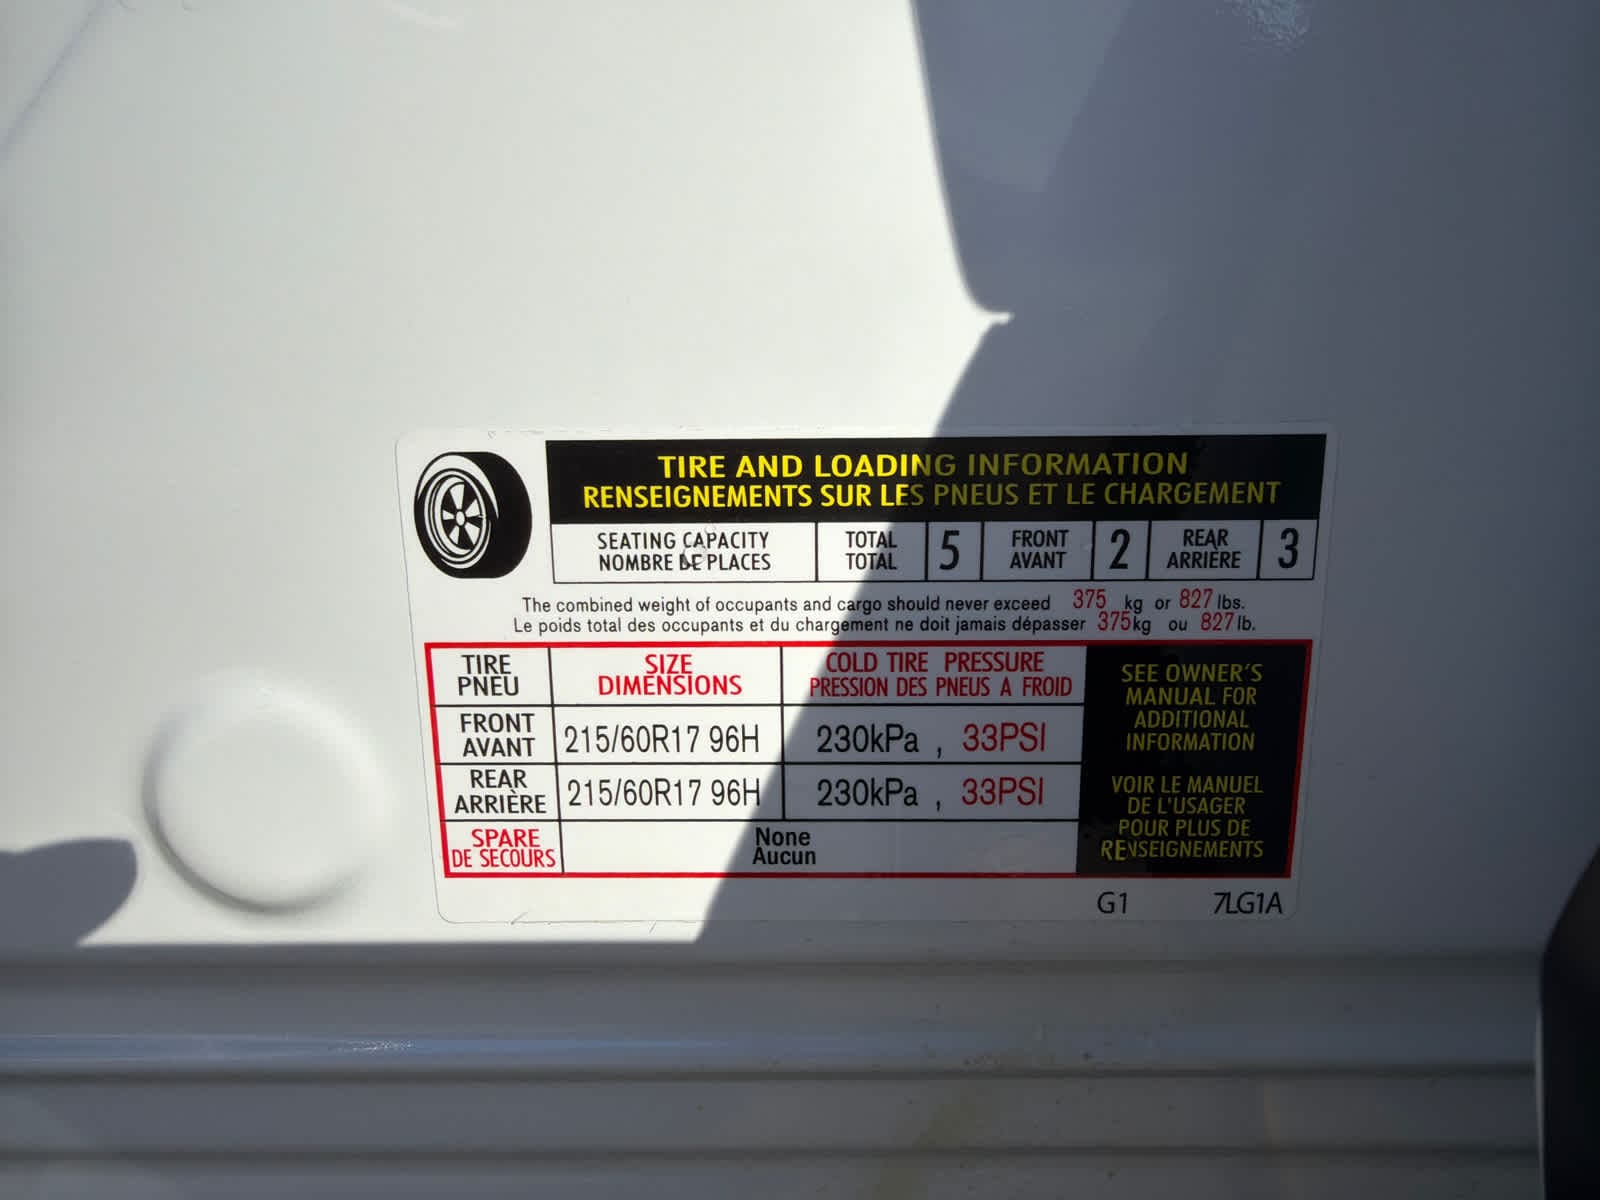 TIRE AND LOADING INFORMATION
RENSEIGNEMENTS SUR LES PNEUS ET LE CHARGEMENT
SEATING CAPACITY TOTAL 5 FRONT 2 REAR 3
NOMBRE DE PLACES TOTAL AVANT ARRIÈRE
The combined weight of occupants and cargo should never exceed 375 kg or 827 lbs.
Le poids total des occupants et du chargement ne doit jamais dépasser 375kg ou 827 lb.
TIRE SIZE COLD TIRE PRESSURE
PNEU DIMENSIONS PRESSION DES PNEUS A FROID
FRONT
AVANT 215/60R17 96H 230kPa , 33PSI
REAR
ARRIÈRE 215/60R17 96H 230kPa , 33PSI
SPARE None
DE SECOURS Aucun
SEE OWNER'S
MANUAL FOR
ADDITIONAL
INFORMATION
VOIR LE MANUEL
DE L'USAGER
POUR PLUS DE
RENSEIGNEMENTS
G1 7LG1A